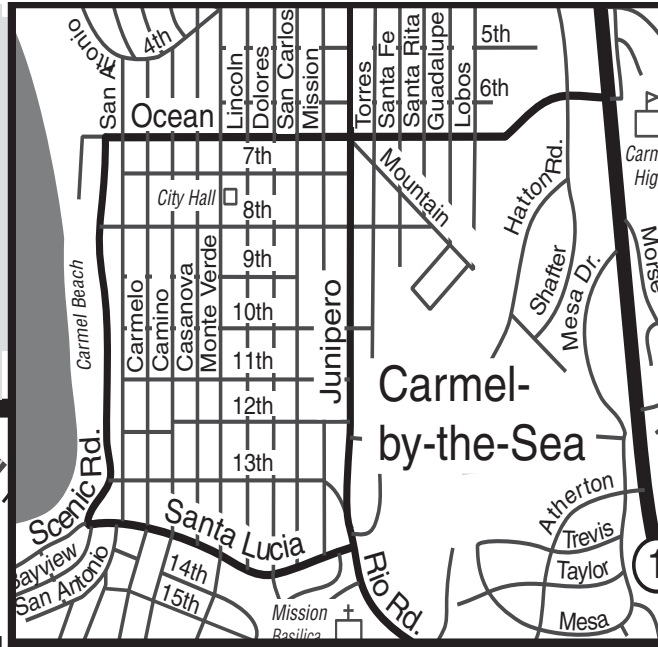 San Antonio
4th
5th
6th
Ocean
Lincoln
Dolores
San Carlos
Mission
Torres
Santa Fe
Santa Rita
Guadalupe
Lobos
7th
City Hall
8th
Mountain
Hatton Rd.
Carm
Hig
Morse
Carmel Beach
Carmelo
Camino
Casanova
Monte Verde
9th
10th
11th
12th
13th
Junipero
Shafter
Mesa Dr.
Carmel-
by-the-Sea
Scenic Rd.
Santa Lucia
Bayview
San Antonio
14th
15th
Mission
Basilica
Rio Rd.
Atherton
Trevis
Taylor
Mesa
1